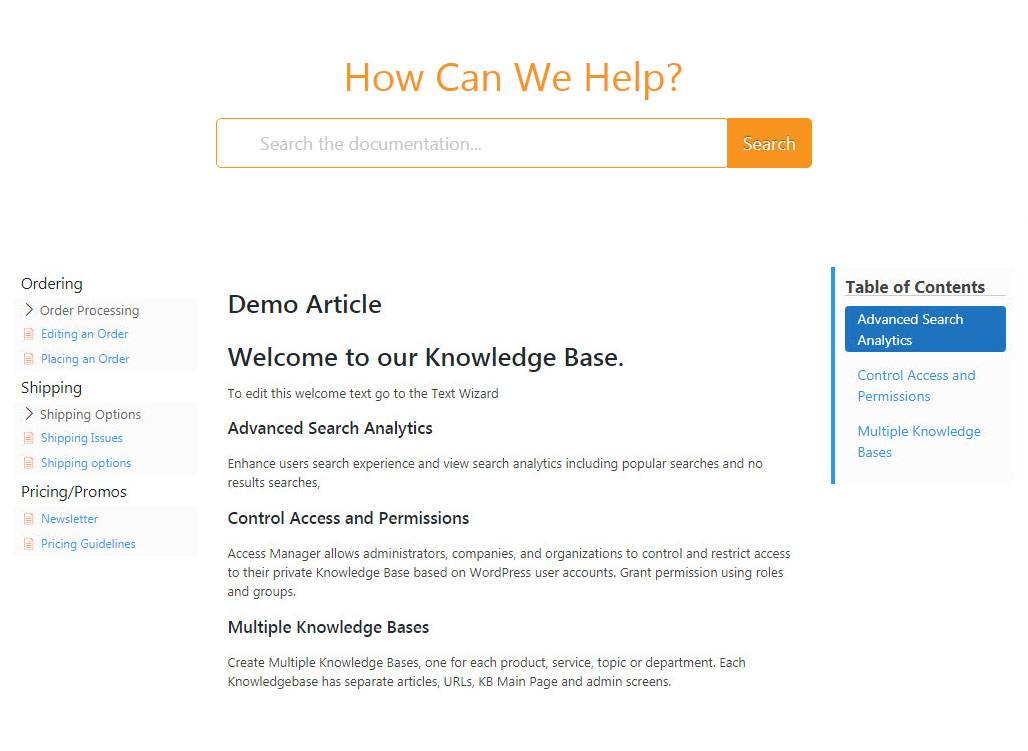 How Can We Help?
Search the documentation...
Search
Ordering
Order Processing
Editing an Order
Placing an Order
Shipping
Shipping Options
Shipping Issues
Shipping options
Pricing/Promos
Newsletter
Pricing Guidelines
Demo Article
Welcome to our Knowledge Base.
To edit this welcome text go to the Text Wizard
Advanced Search Analytics
Enhance users search experience and view search analytics including popular searches and no
results searches,
Control Access and Permissions
Access Manager allows administrators, companies, and organizations to control and restrict access
to their private Knowledge Base based on WordPress user accounts. Grant permission using roles
and groups.
Multiple Knowledge Bases
Create Multiple Knowledge Bases, one for each product, service, topic or department. Each
Knowledgebase has separate articles, URLs, KB Main Page and admin screens.
Table of Contents
Advanced Search
Analytics
Control Access and
Permissions
Multiple Knowledge
Bases